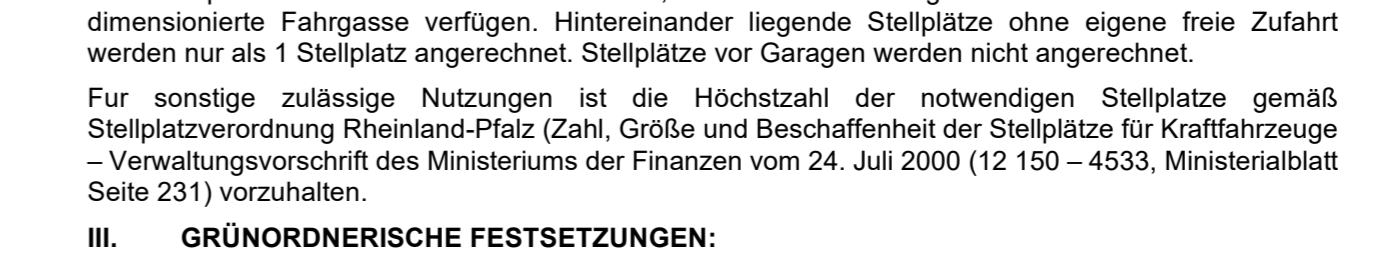 dimensionierte Fahrgasse verfügen. Hintereinander liegende Stellplätze ohne eigene freie Zufahrt
werden nur als 1 Stellplatz angerechnet. Stellplätze vor Garagen werden nicht angerechnet.
Fur sonstige zulässige Nutzungen ist die Höchstzahl der notwendigen Stellplatze gemäß
Stellplatzverordnung Rheinland-Pfalz (Zahl, Größe und Beschaffenheit der Stellplätze für Kraftfahrzeuge
– Verwaltungsvorschrift des Ministeriums der Finanzen vom 24. Juli 2000 (12 150 – 4533, Ministerialblatt
Seite 231) vorzuhalten.
III. GRÜNORDNERISCHE FESTSETZUNGEN: